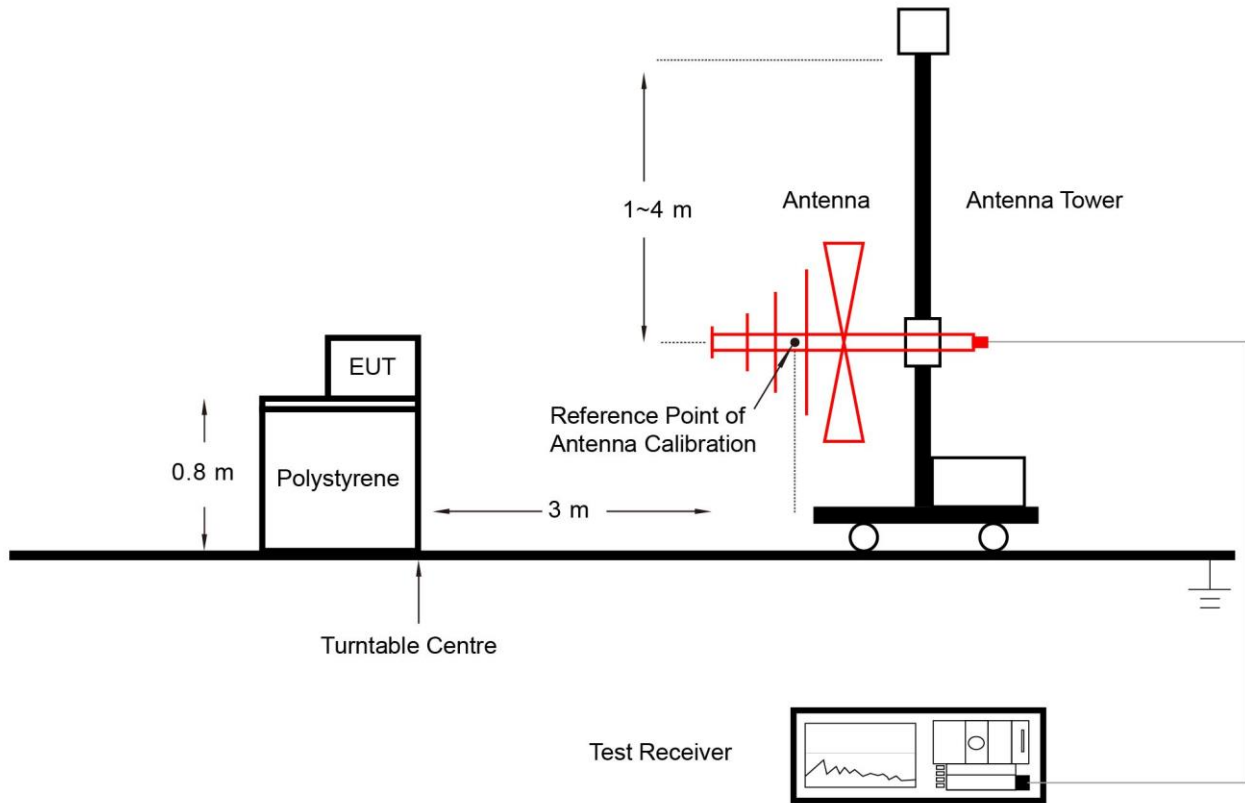 1~4 m
Antenna
Antenna Tower
EUT
Reference Point of
Antenna Calibration
0.8 m
Polystyrene
3 m
Turntable Centre
Test Receiver